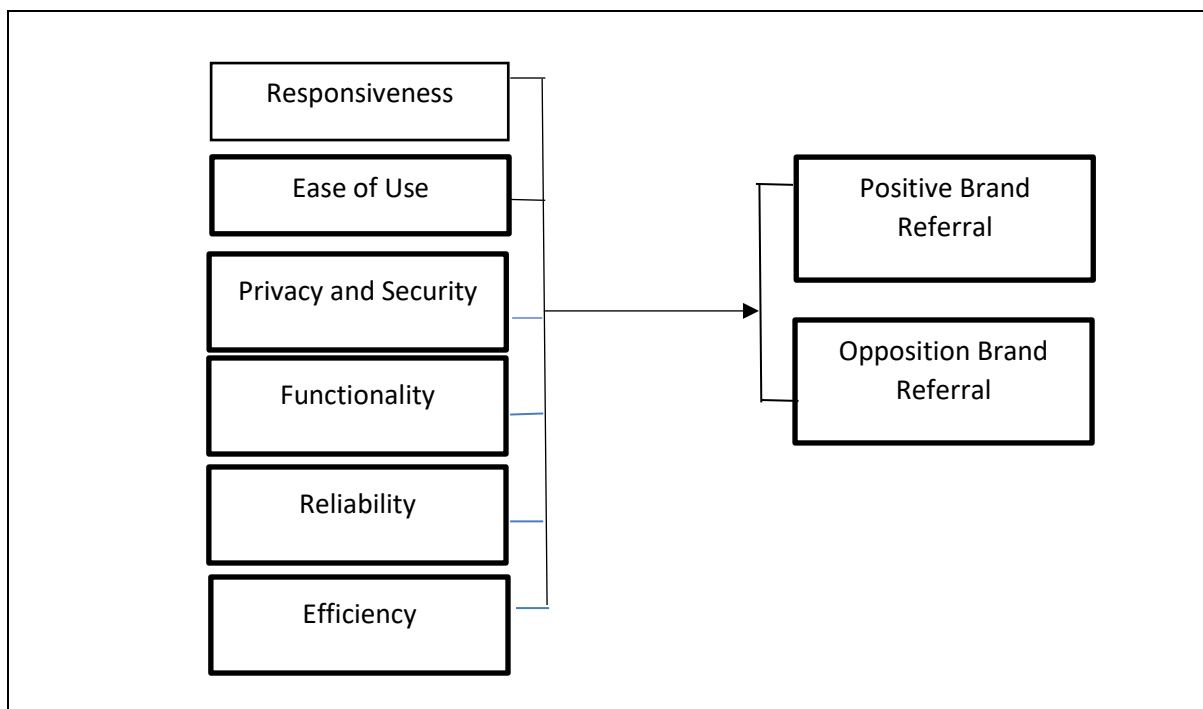 Responsiveness
Ease of Use
Privacy and Security
Functionality
Reliability
Efficiency
Positive Brand
Referral
Opposition Brand
Referral